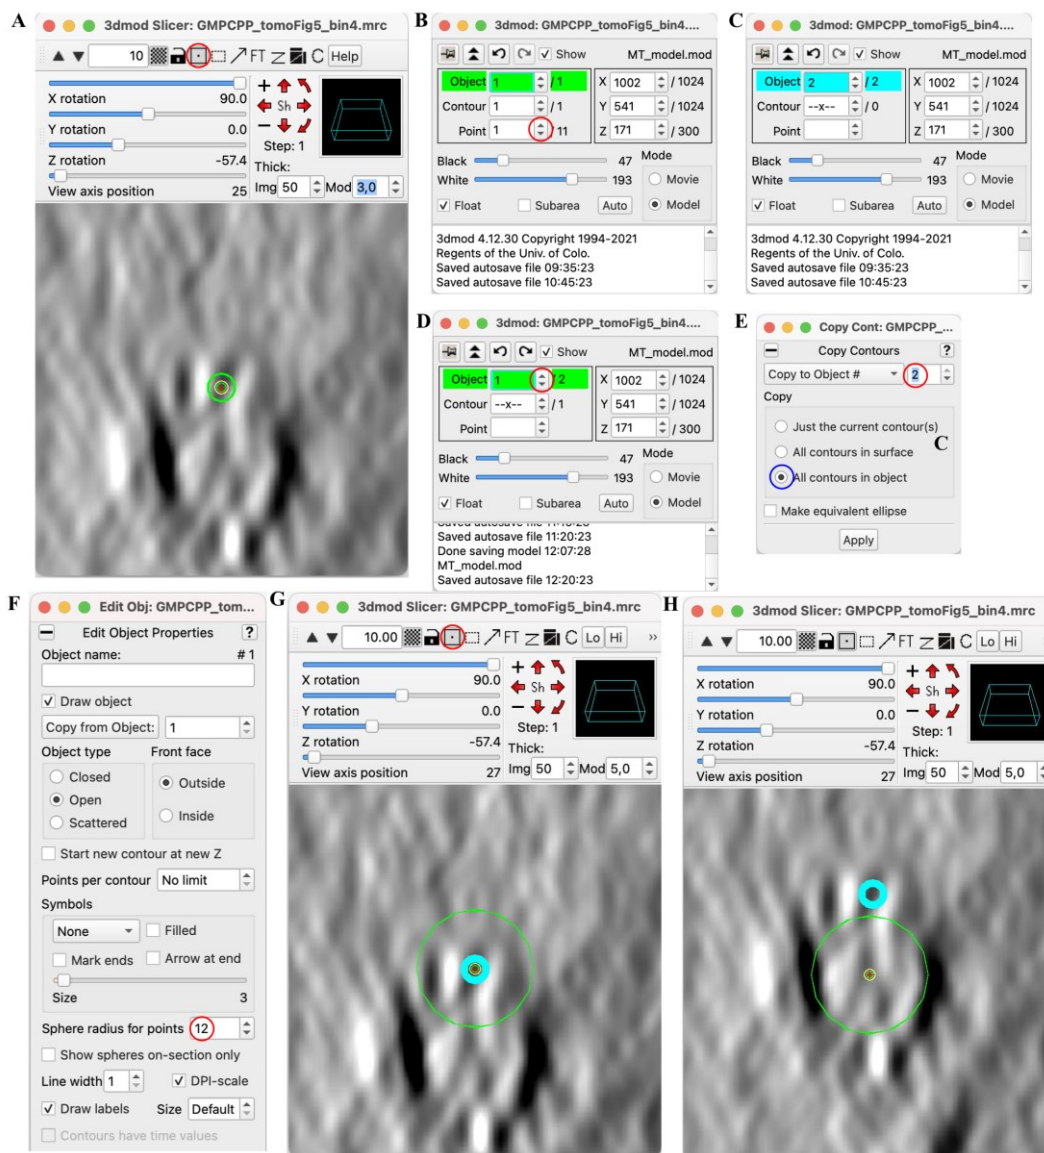 A
3dmod Slicer: GMPCPP_tomoFig5_bin4.mrc
10 FT Z C Help
X rotation 90.0
Y rotation 0.0
Z rotation -57.4
View axis position 25
Sh
Step: 1
Thick:
Img 50 Mod 3,0
B
3dmod: GMPCPP_tomoFig5_bin4....
Show MT_model.mod
Object 1 / 1 X 1002 / 1024
Contour 1 / 1 Y 541 / 1024
Point 1 / 11 Z 171 / 300
Black 47 Mode
White 193 Movie
Float Subarea Auto Model
3dmod 4.12.30 Copyright 1994-2021
Regents of the Univ. of Colo.
Saved autosave file 09:35:23
Saved autosave file 10:45:23
C
3dmod: GMPCPP_tomoFig5_bin4....
Show MT_model.mod
Object 2 / 2 X 1002 / 1024
Contour --x-- / 0 Y 541 / 1024
Point Z 171 / 300
Black 47 Mode
White 193 Movie
Float Subarea Auto Model
3dmod 4.12.30 Copyright 1994-2021
Regents of the Univ. of Colo.
Saved autosave file 09:35:23
Saved autosave file 10:45:23
D
3dmod: GMPCPP_tomoFig5_bin4....
Show MT_model.mod
Object 1 / 2 X 1002 / 1024
Contour --x-- / 1 Y 541 / 1024
Point Z 171 / 300
Black 47 Mode
White 193 Movie
Float Subarea Auto Model
Saved autosave file 11:20:23
Done saving model 12:07:28
MT_model.mod
Saved autosave file 12:20:23
E
Copy Cont: GMPCPP_...
Copy Contours ?
Copy to Object # 2
Copy
Just the current contour(s)
All contours in surface
C
All contours in object
Make equivalent ellipse
Apply
F
Edit Obj: GMPCPP_tom...
Edit Object Properties ?
Object name: # 1
Draw object
Copy from Object: 1
Object type Front face
Closed Outside
Open
Scattered Inside
Start new contour at new Z
Points per contour No limit
Symbols
None Filled
Mark ends Arrow at end
Size 3
Sphere radius for points 12
Show spheres on-section only
Line width 1 DPI-scale
Draw labels Size Default
Contours have time values
G
3dmod Slicer: GMPCPP_tomoFig5_bin4.mrc
10.00 FT Z C Lo Hi »
X rotation 90.0
Y rotation 0.0
Z rotation -57.4
View axis position 27
Sh
Step: 1
Thick:
Img 50 Mod 5,0
H
3dmod Slicer: GMPCPP_tomoFig5_bin4.mrc
10.00 FT Z C Lo Hi
X rotation 90.0
Y rotation 0.0
Z rotation -57.4
View axis position 27
Sh
Step: 1
Thick:
Img 50 Mod 5,0